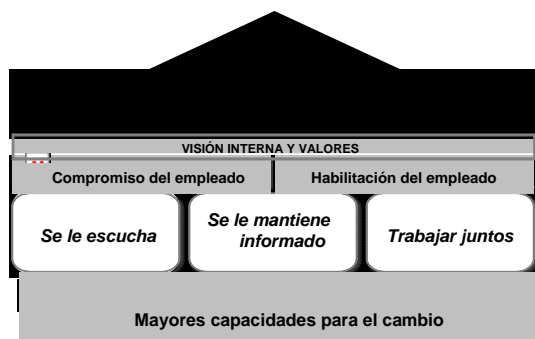 VISIÓN INTERNA Y VALORES
Compromiso del empleado
Habilitación del empleado
Se le escucha
Se le mantiene
informado
Trabajar juntos
Mayores capacidades para el cambio